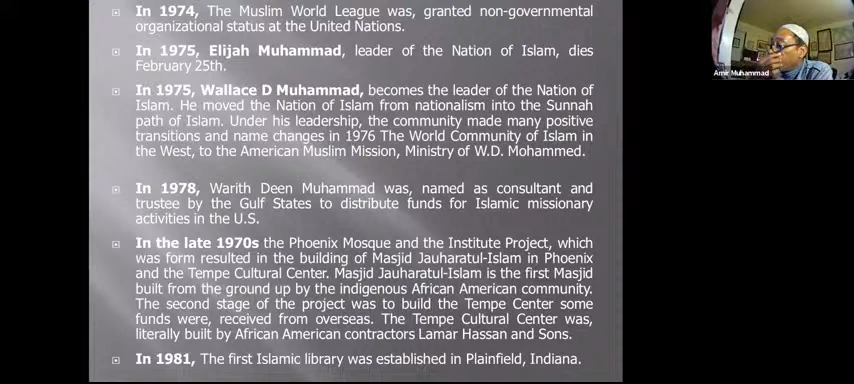 In 1974, The Muslim World League was, granted non-governmental
organizational status at the United Nations.
In 1975, Elijah Muhammad, leader of the Nation of Islam, dies
February 25th.
In 1975, Wallace D Muhammad, becomes the leader of the Nation of
Islam. He moved the Nation of Islam from nationalism into the Sunnah
path of Islam. Under his leadership, the community made many positive
transitions and name changes in 1976 The World Community of Islam in
the West, to the American Muslim Mission, Ministry of W.D. Mohammed.
In 1978, Warith Deen Muhammad was, named as consultant and
trustee by the Gulf States to distribute funds for Islamic missionary
activities in the U.S.
In the late 1970s the Phoenix Mosque and the Institute Project, which
was form resulted in the building of Masjid Jauharatul-Islam in Phoenix
and the Tempe Cultural Center. Masjid Jauharatul-Islam is the first Masjid
built from the ground up by the indigenous African American community.
The second stage of the project was to build the Tempe Center some
funds were, received from overseas. The Tempe Cultural Center was,
literally built by African American contractors Lamar Hassan and Sons.
In 1981, The first Islamic library was established in Plainfield, Indiana.
Amir Muhammad